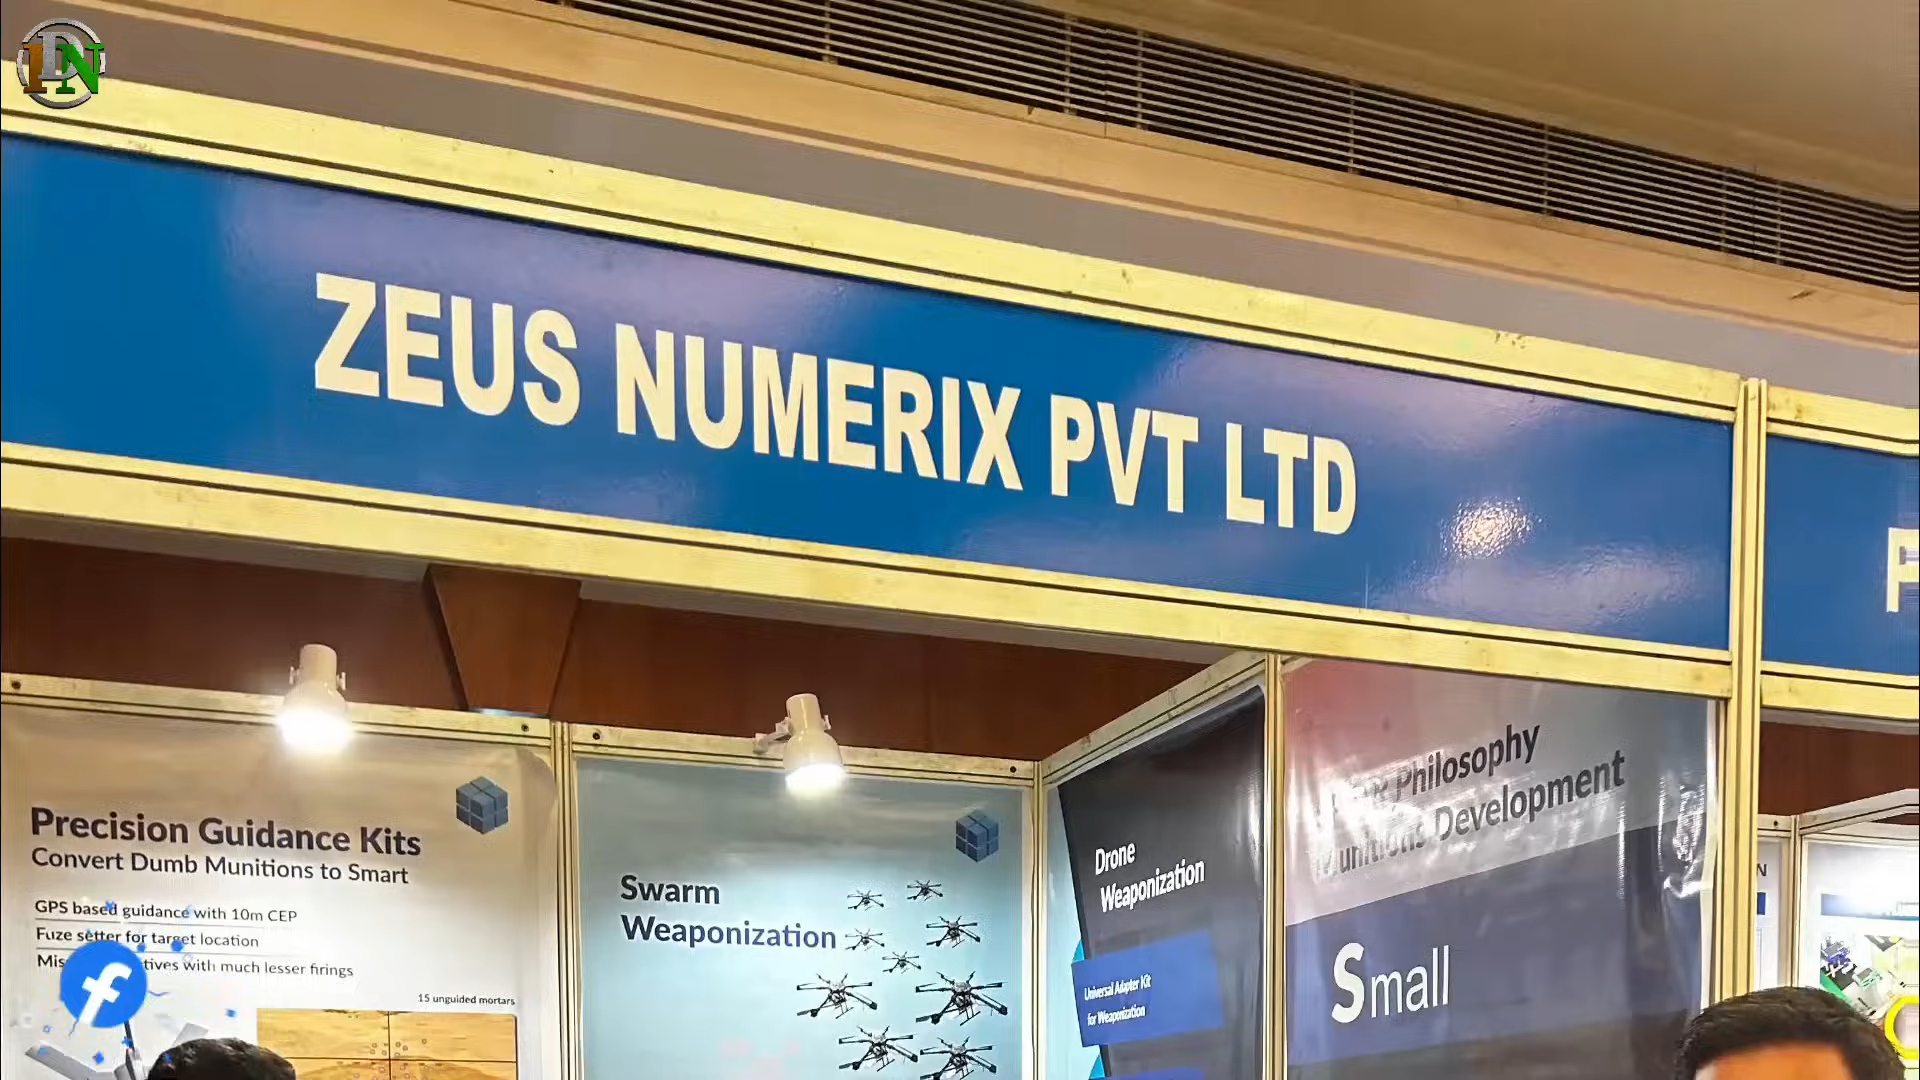 IDN
ZEUS NUMERIX PVT LTD
Precision Guidance Kits
Convert Dumb Munitions to Smart
GPS based guidance with 10m CEP
Fuze setter for target location
tives with much lesser firings
15 unguided mortars
Swarm
Weaponization
Drone
Weaponization
Universal Adapter Kit
for Weaponization
Philosophy
Munitions Development
Small